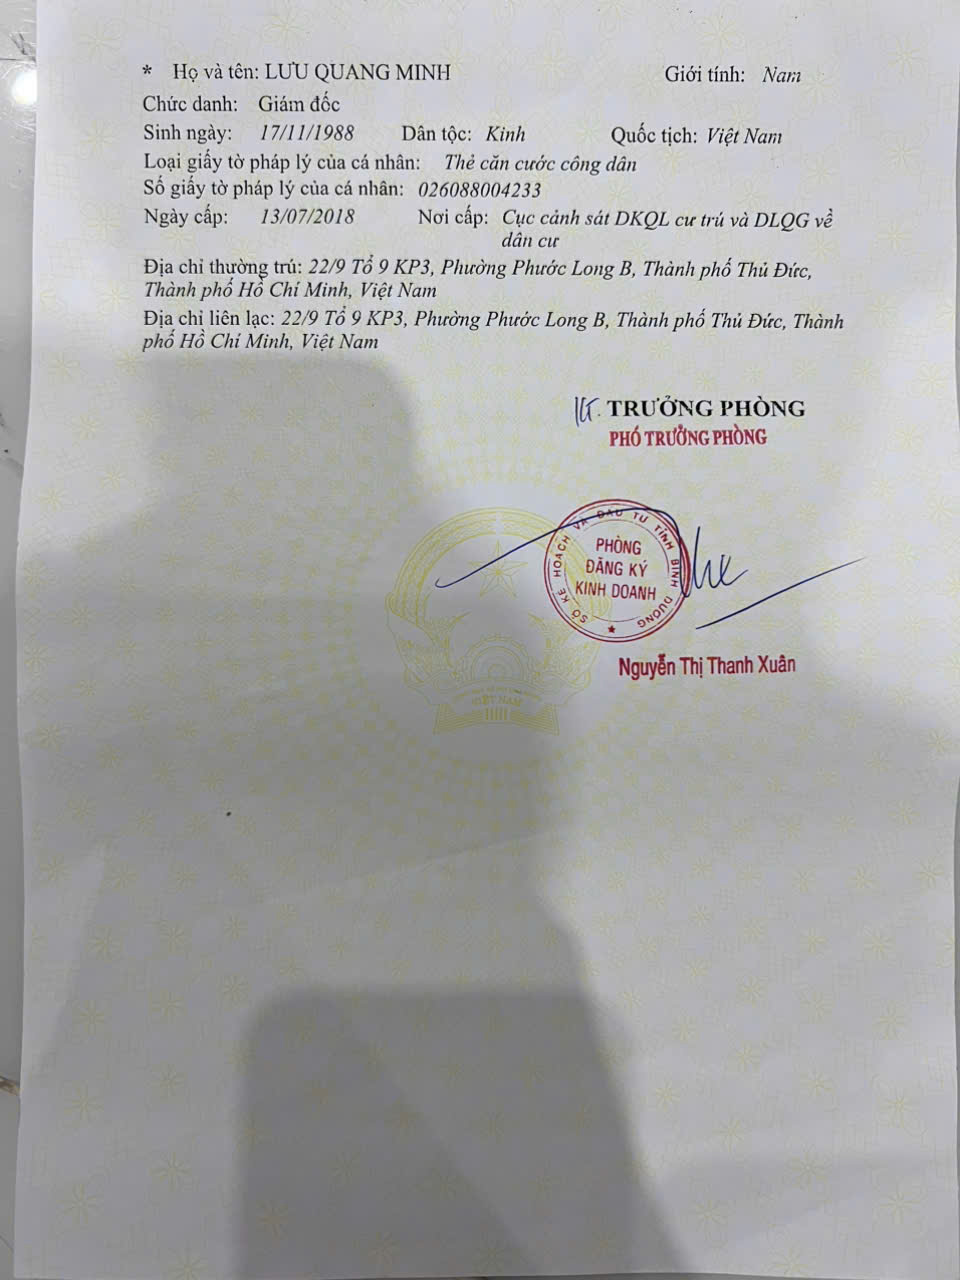 * Họ và tên: LƯU QUANG MINH Giới tính: Nam
Chức danh: Giám đốc
Sinh ngày: 17/11/1988 Dân tộc: Kinh Quốc tịch: Việt Nam
Loại giấy tờ pháp lý của cá nhân: Thẻ căn cước công dân
Số giấy tờ pháp lý của cá nhân: 026088004233
Ngày cấp: 13/07/2018 Nơi cấp: Cục cảnh sát DKQL cư trú và DLQG về
dân cư
Địa chỉ thường trú: 22/9 Tổ 9 KP3, Phường Phước Long B, Thành phố Thủ Đức,
Thành phố Hồ Chí Minh, Việt Nam
Địa chỉ liên lạc: 22/9 Tổ 9 KP3, Phường Phước Long B, Thành phố Thủ Đức, Thành
phố Hồ Chí Minh, Việt Nam
KT. TRƯỞNG PHÒNG
PHÓ TRƯỞNG PHÒNG
SỞ KẾ HOẠCH VÀ ĐẦU TƯ TỈNH BÌNH DƯƠNG
PHÒNG
ĐĂNG KÝ
KINH DOANH
VIỆT NAM
Nguyễn Thị Thanh Xuân